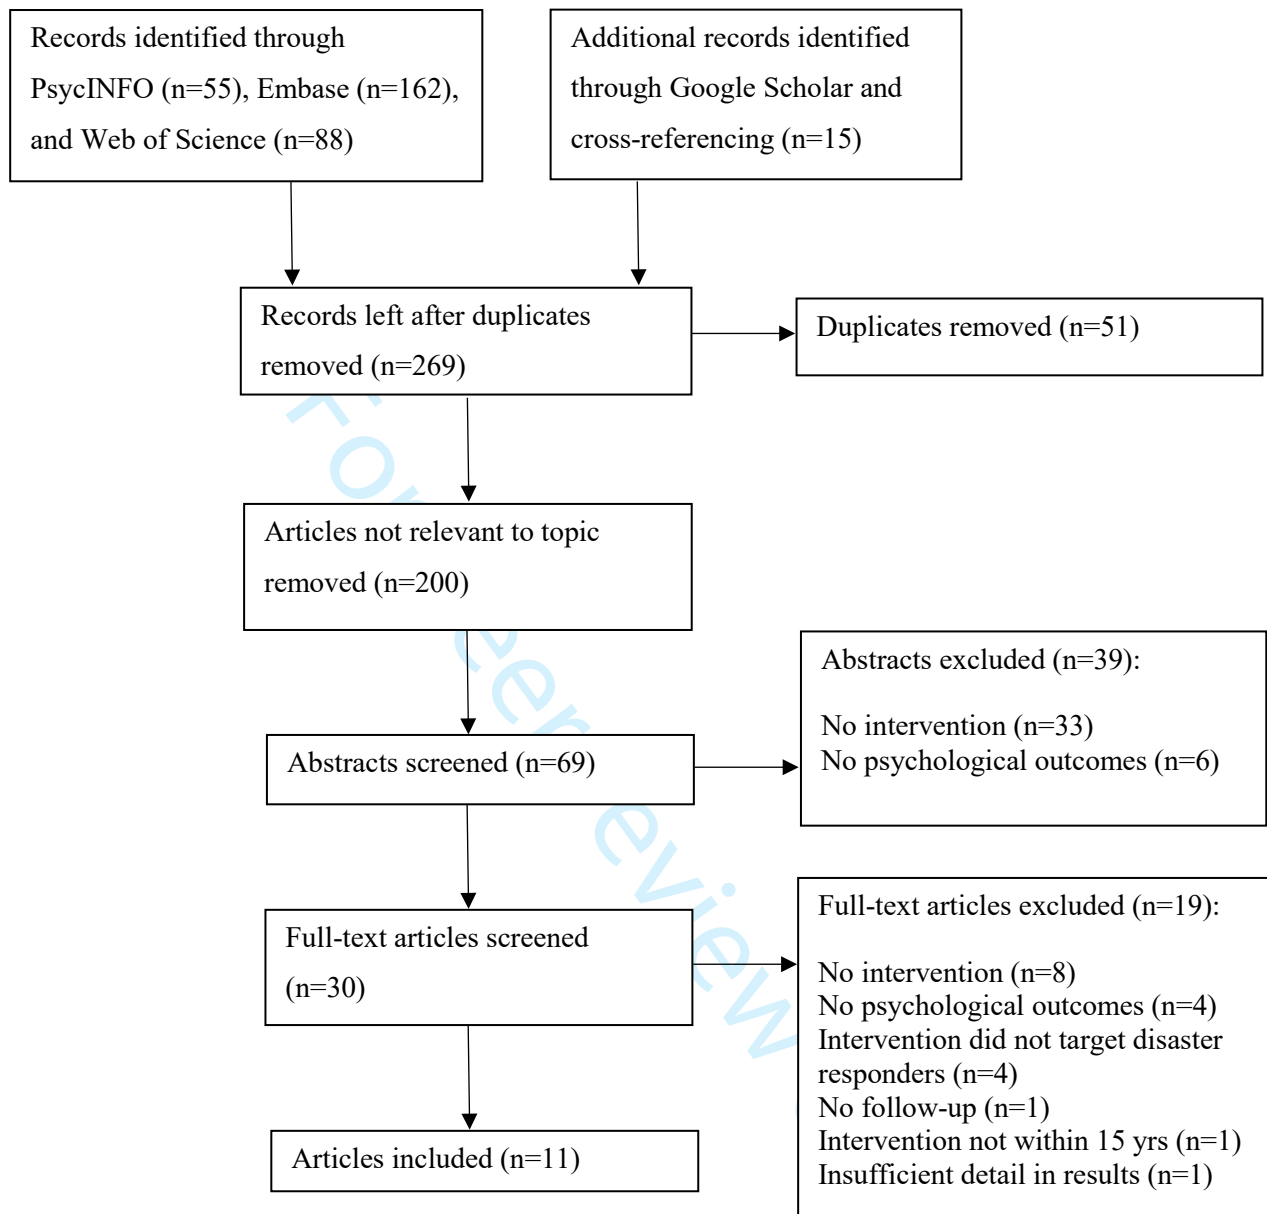 Records identified through
PsycINFO (n=55), Embase (n=162),
and Web of Science (n=88)
Additional records identified
through Google Scholar and
cross-referencing (n=15)
Records left after duplicates
removed (n=269)
Duplicates removed (n=51)
Articles not relevant to topic
removed (n=200)
Abstracts screened (n=69)
Abstracts excluded (n=39):
No intervention (n=33)
No psychological outcomes (n=6)
Full-text articles screened
(n=30)
Full-text articles excluded (n=19):
No intervention (n=8)
No psychological outcomes (n=4)
Intervention did not target disaster
responders (n=4)
No follow-up (n=1)
Intervention not within 15 yrs (n=1)
Insufficient detail in results (n=1)
Articles included (n=11)
For